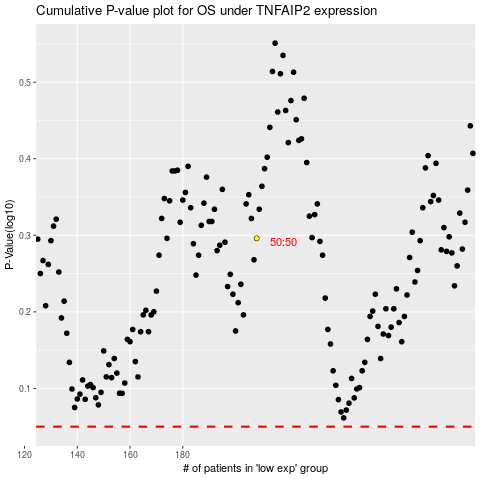 Cumulative P-value plot for OS under TNFAIP2 expression
P-Value(log10)
0.5
0.4
0.3
0.2
0.1
50:50
120 140 160 180
# of patients in 'low exp' group